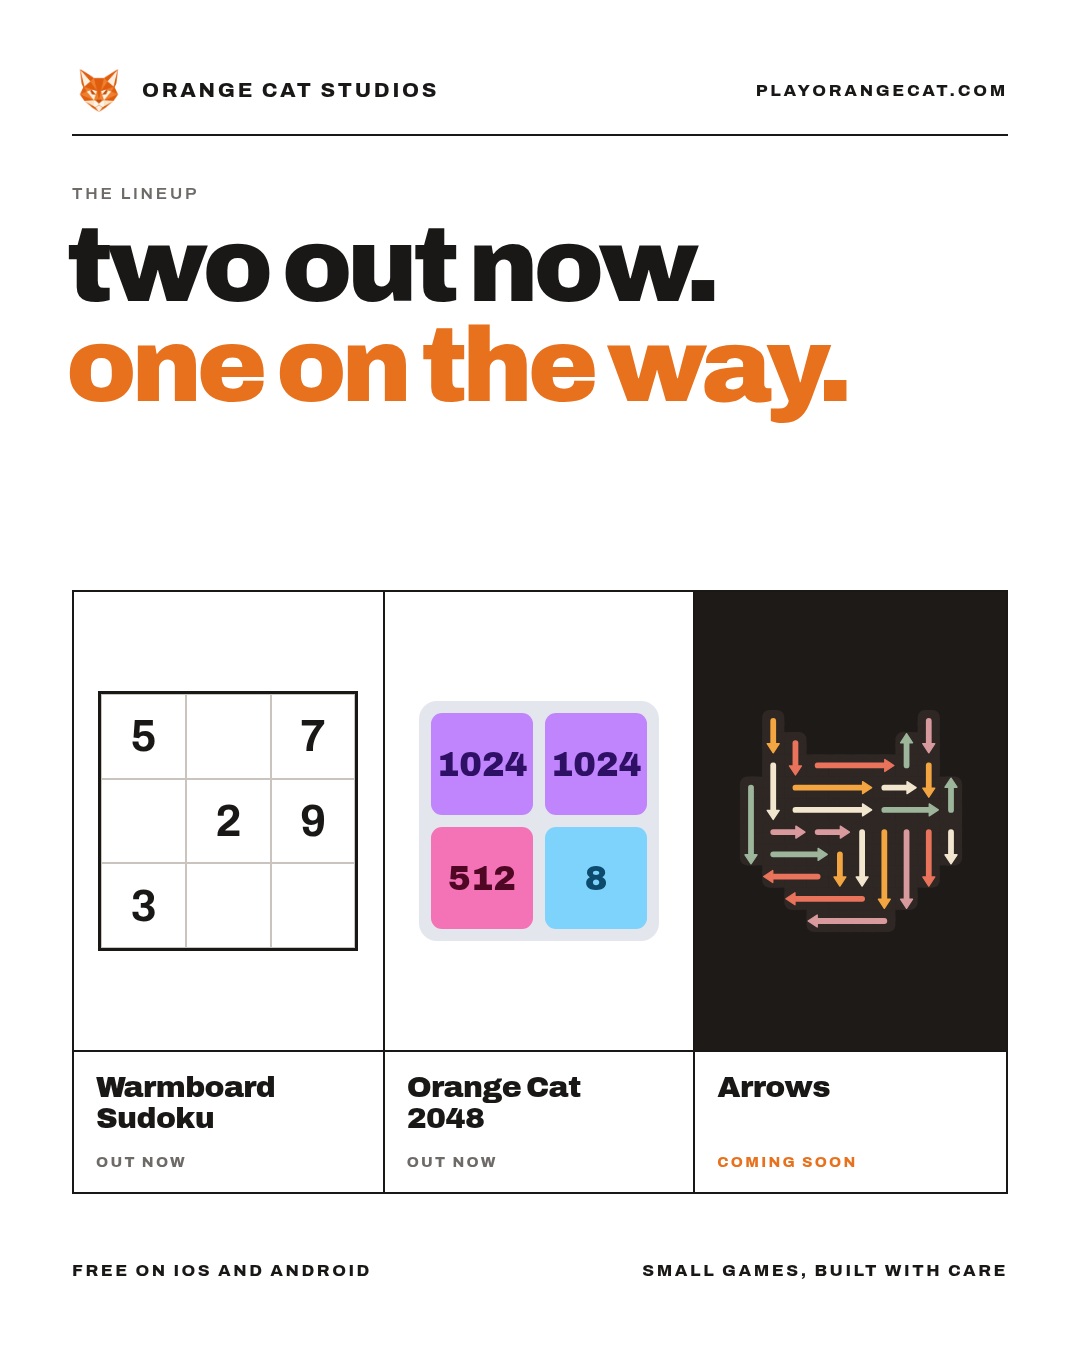 ORANGE CAT STUDIOS
PLAYORANGECAT.COM
THE LINEUP
two out now.
one on the way.
5 7
2 9
3
1024 1024
512 8
Warmboard
Sudoku
OUT NOW
Orange Cat
2048
OUT NOW
Arrows
COMING SOON
FREE ON IOS AND ANDROID
SMALL GAMES, BUILT WITH CARE